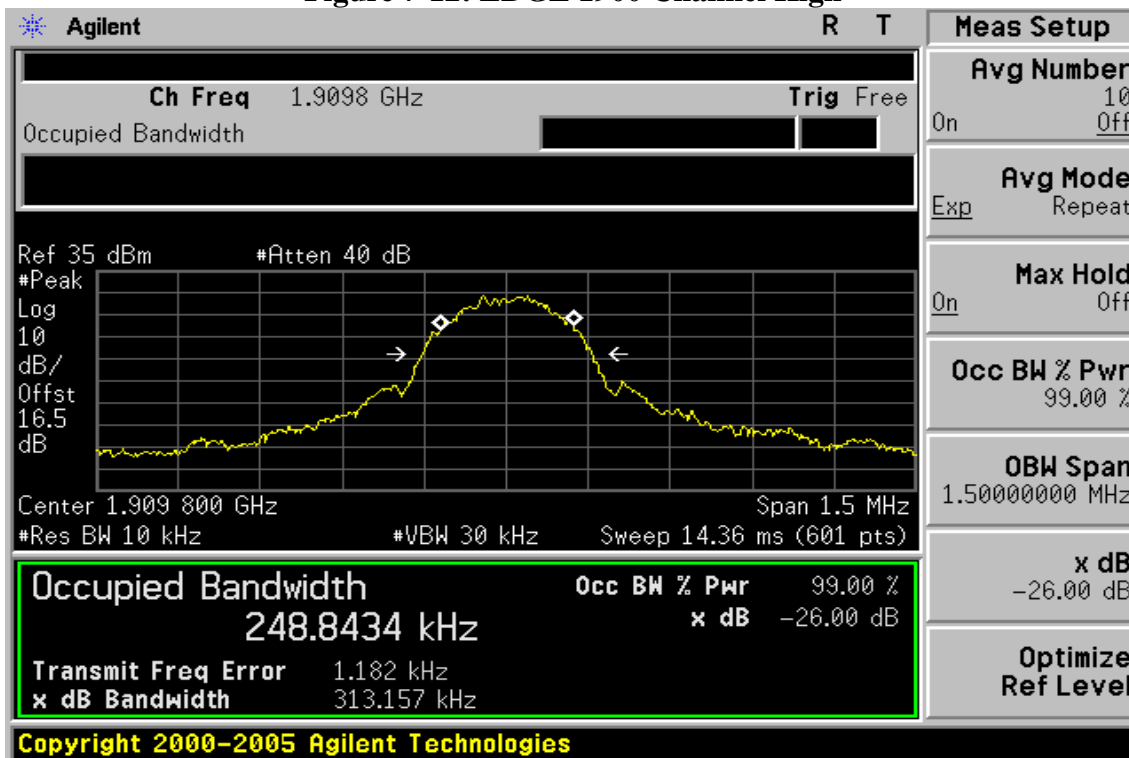 Agilent R T
Ch Freq 1.9098 GHz Trig Free
Occupied Bandwidth
Ref 35 dBm #Atten 40 dB
#Peak
Log
10
dB/
Offst
16.5
dB
Center 1.909 800 GHz Span 1.5 MHz
#Res BW 10 kHz #VBW 30 kHz Sweep 14.36 ms (601 pts)
Occupied Bandwidth Occ BW % Pwr 99.00 %
248.8434 kHz x dB -26.00 dB
Transmit Freq Error 1.182 kHz
x dB Bandwidth 313.157 kHz
Copyright 2000-2005 Agilent Technologies
Meas Setup
Avg Number
10
On Off
Avg Mode
Exp Repeat
Max Hold
On Off
Occ BW % Pwr
99.00 %
OBW Span
1.50000000 MHz
x dB
-26.00 dB
Optimize
Ref Level